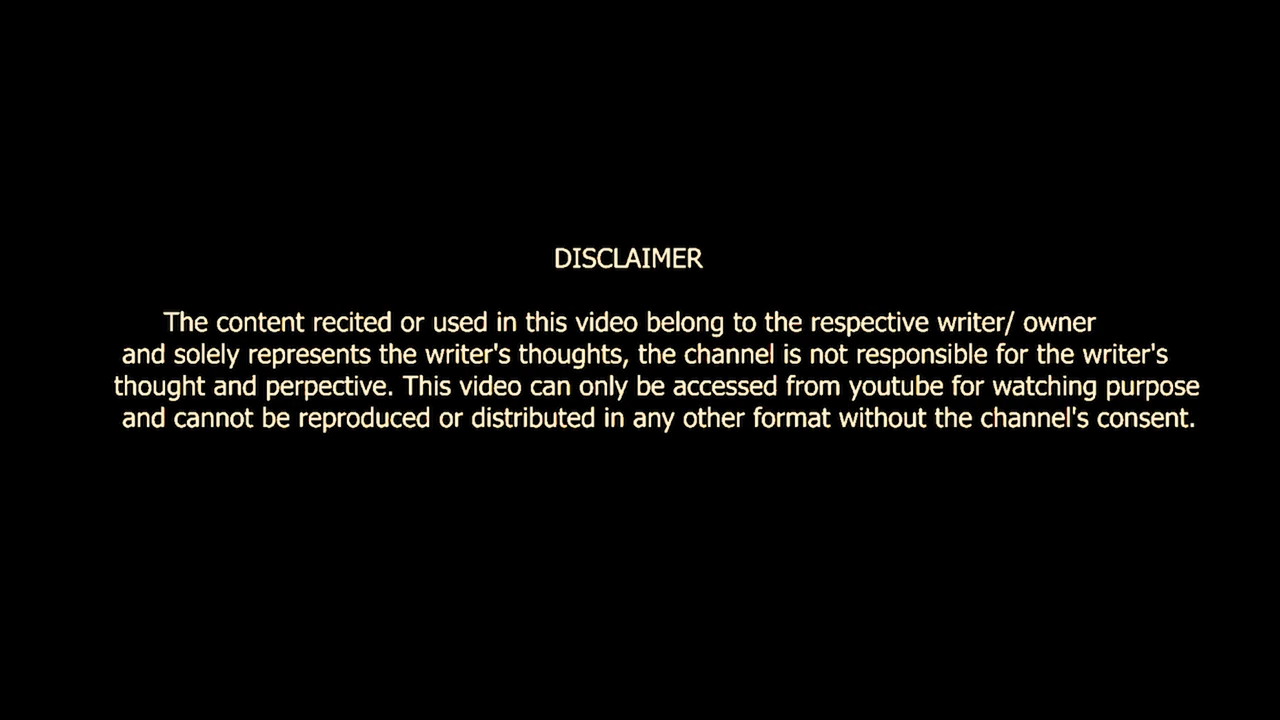 DISCLAIMER
The content recited or used in this video belong to the respective writer/ owner
and solely represents the writer's thoughts, the channel is not responsible for the writer's
thought and perpective. This video can only be accessed from youtube for watching purpose
and cannot be reproduced or distributed in any other format without the channel's consent.